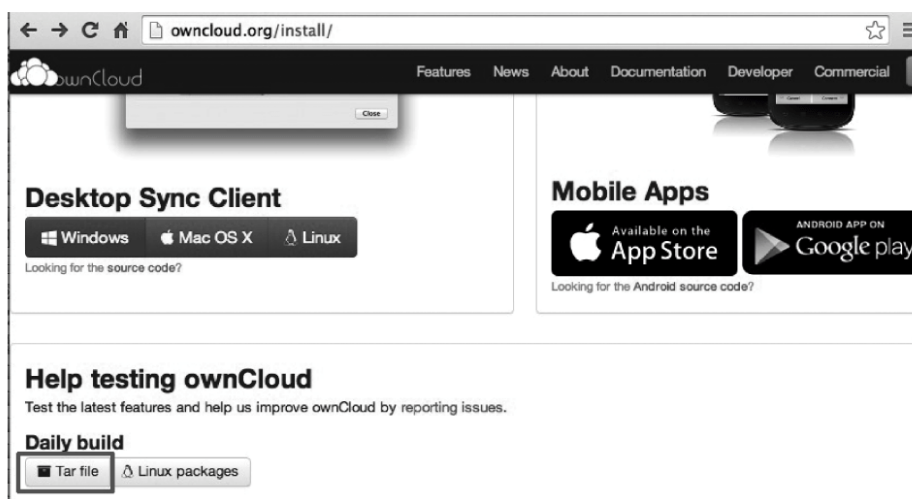 owncloud.org/install/
ownCloud
Features News About Documentation Developer Commercial
Close
Desktop Sync Client
Windows Mac OS X Linux
Looking for the source code?
Mobile Apps
Available on the
App Store
ANDROID APP ON
Google play
Looking for the Android source code?
Help testing ownCloud
Test the latest features and help us improve ownCloud by reporting issues.
Daily build
Tar file Linux packages